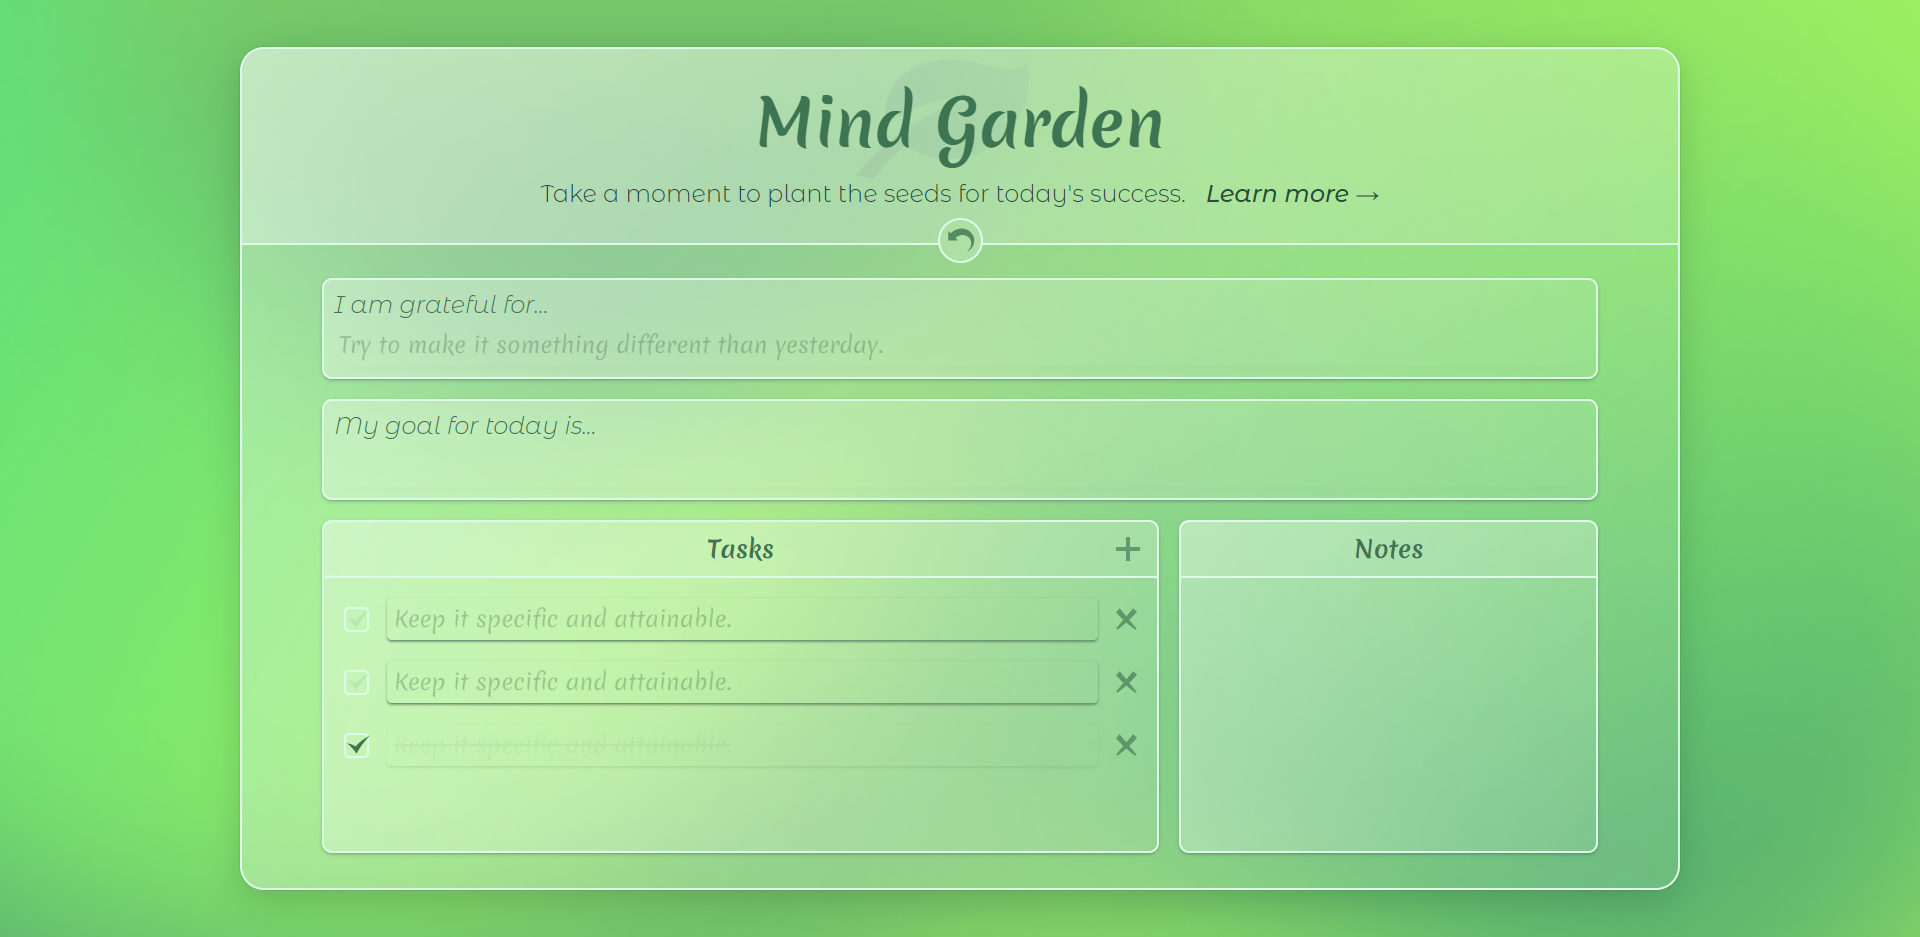 Mind Garden
Take a moment to plant the seeds for today's success. Learn more →
I am grateful for...
Try to make it something different than yesterday.
My goal for today is...
Tasks
Keep it specific and attainable.
Keep it specific and attainable.
Keep it specific and attainable.
Notes